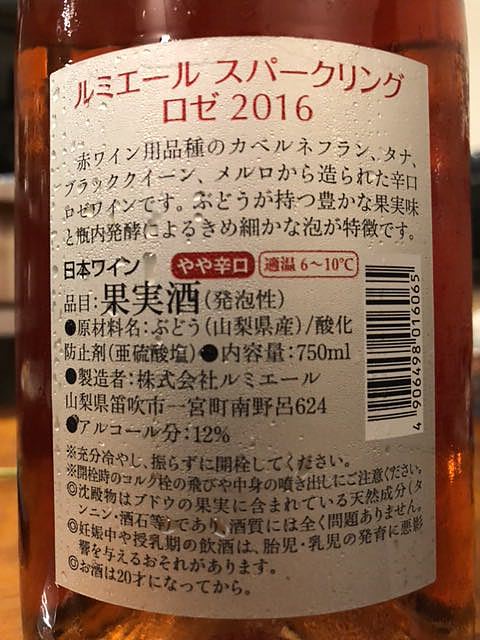 ルミエール スパークリング
ロゼ 2016
赤ワイン用品種のカベルネフラン、タナ、
ブラッククイーン、メルロから造られた辛口
ロゼワインです。ぶどうが持つ豊かな果実味
と瓶内発酵によるきめ細かな泡が特徴です。
日本ワイン やや辛口 適温 6~10℃
品目:果実酒(発泡性)
●原材料名:ぶどう(山梨県産)/酸化
防止剤(亜硫酸塩)●内容量:750ml
●製造者:株式会社ルミエール
山梨県笛吹市一宮町南野呂624
●アルコール分:12%
4 906498 016065
※充分冷やし、振らずに開栓してください。
※開栓時のコルク栓の飛びや中身の噴き出しにご注意ください。
◎沈殿物はブドウの果実に含まれている天然成分(タ
ンニン・酒石等)であり、酒質には全く問題ありません。
◎妊娠中や授乳期の飲酒は、胎児・乳児の発育に悪影
響を与えるおそれがあります。
◎お酒は20才になってから。